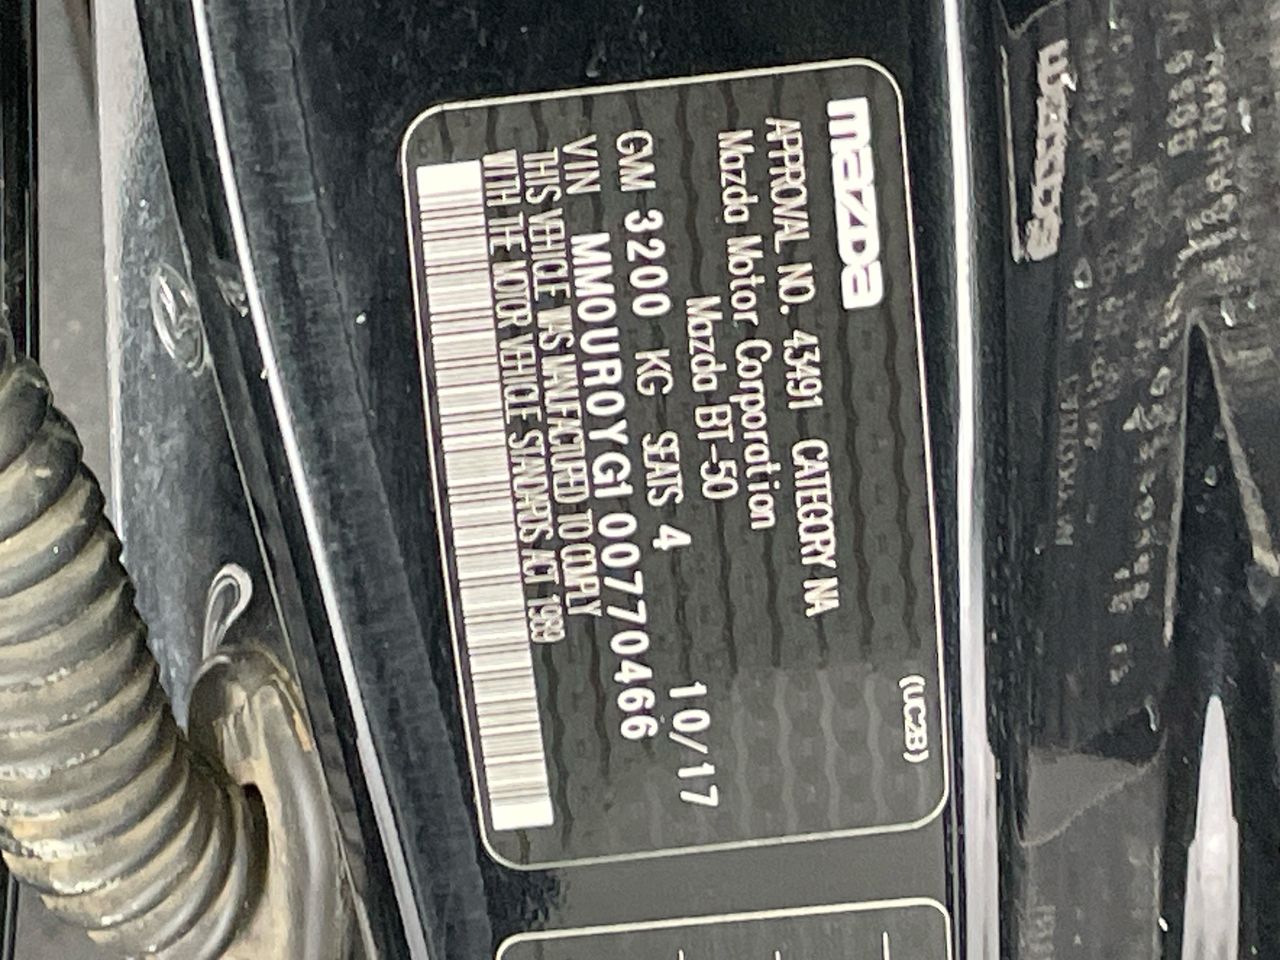 mazda
(UC2B)
APPROVAL NO. 43491 CATEGORY NA
Mazda Motor Corporation
Mazda BT-50
GVM 3200 KG SEATS 4 10/17
VIN MM0UR0YG100770466
THIS VEHICLE WAS MANUFACTURED TO COMPLY
WITH THE MOTOR VEHICLE STANDARDS ACT 1989